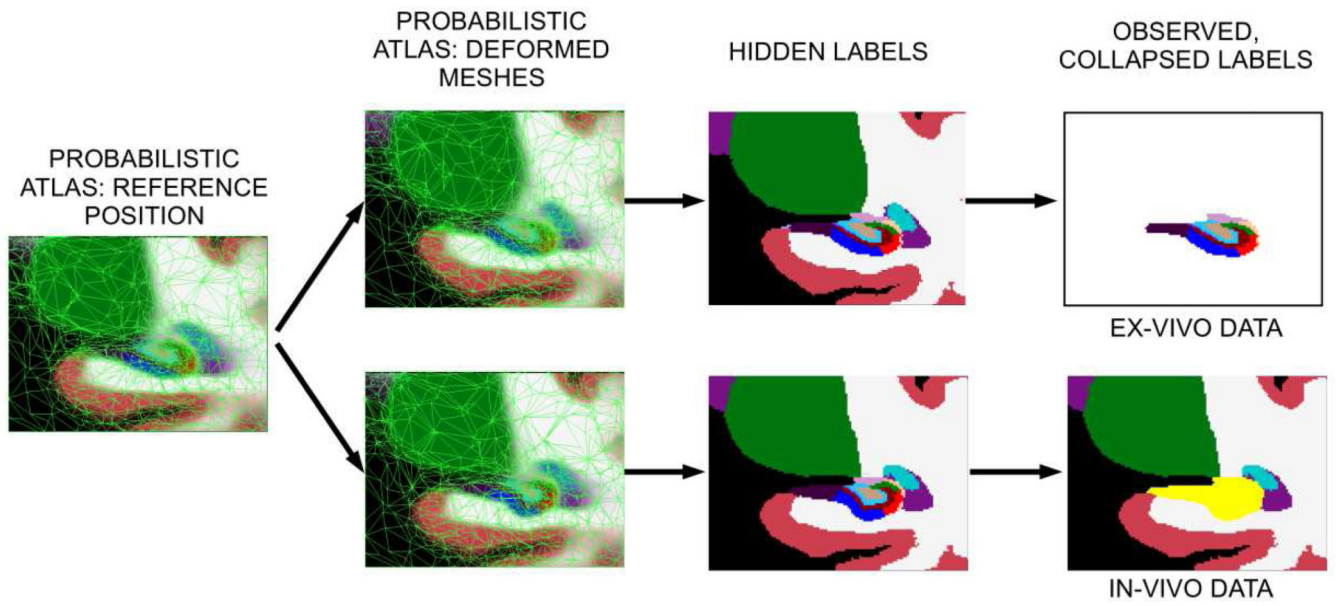 PROBABILISTIC
ATLAS: REFERENCE
POSITION
PROBABILISTIC
ATLAS: DEFORMED
MESHES
HIDDEN LABELS
OBSERVED,
COLLAPSED LABELS
EX-VIVO DATA
IN-VIVO DATA